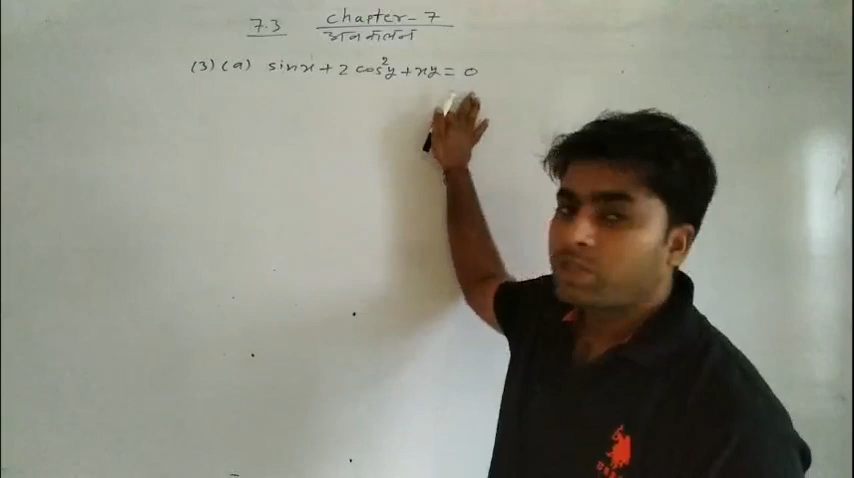 7.3 chapter-7
अवकलन
(3) (a) sinx + 2 cos²y + xy = 0